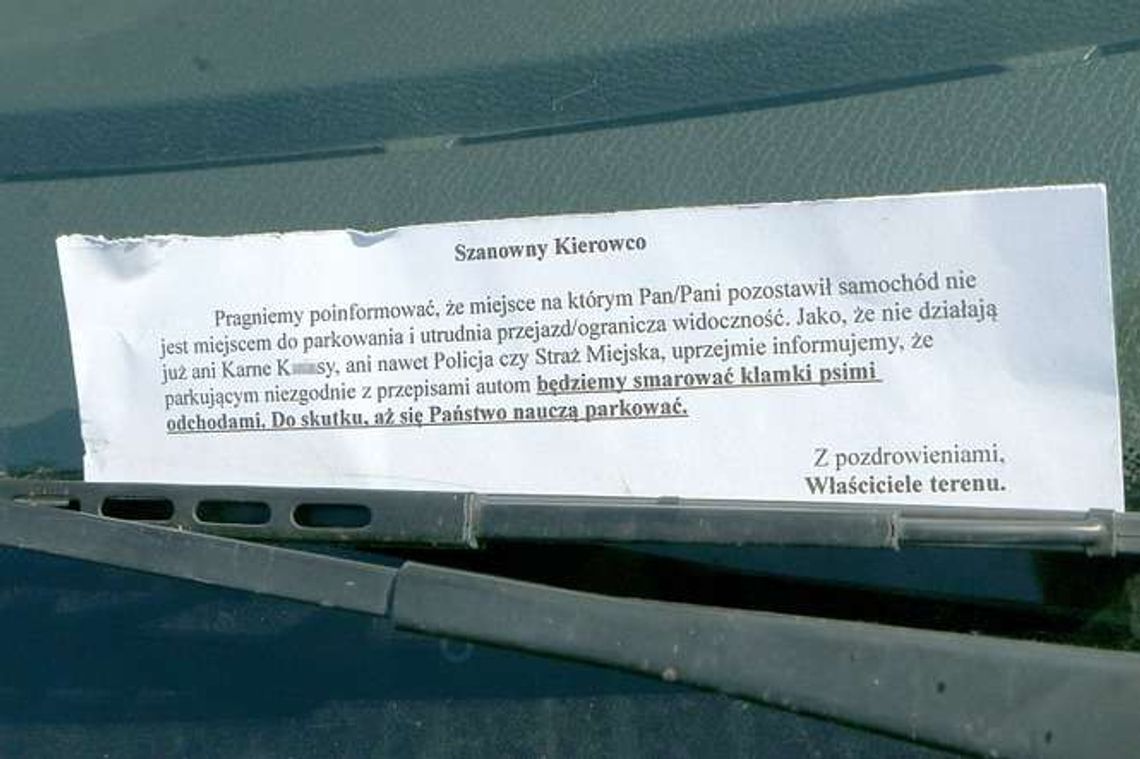 Szanowny Kierowco
Pragniemy poinformować, że miejsce na którym Pan/Pani pozostawił samochód nie
jest miejscem do parkowania i utrudnia przejazd/ogranicza widoczność. Jako, że nie działają
już ani Karne K sy, ani nawet Policja czy Straż Miejska, uprzejmie informujemy, że
parkującym niezgodnie z przepisami autom będziemy smarować klamki psimi
odchodami. Do skutku, aż się Państwo nauczą parkować.
Z pozdrowieniami,
Właściciele terenu.